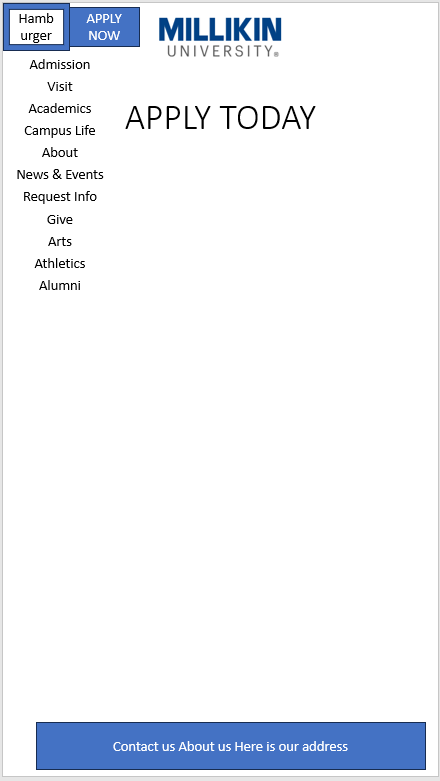 Hamb
urger
APPLY
NOW
MILLIKIN
UNIVERSITY®
Admission
Visit
Academics
Campus Life
About
News & Events
Request Info
Give
Arts
Athletics
Alumni
APPLY TODAY
Contact us About us Here is our address